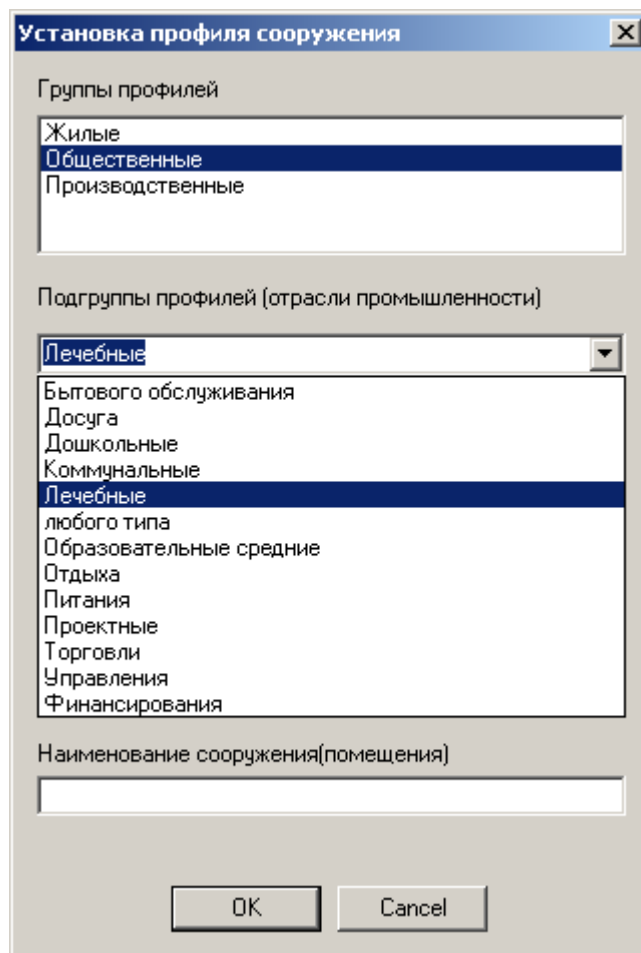 Установка профиля сооружения
Группы профилей
Жилые
Общественные
Производственные
Подгруппы профилей (отрасли промышленности)
Лечебные
Бытового обслуживания
Досуга
Дошкольные
Коммунальные
Лечебные
любого типа
Образовательные средние
Отдыха
Питания
Проектные
Торговли
Управления
Финансирования
Наименование сооружения(помещения)
OK
Cancel